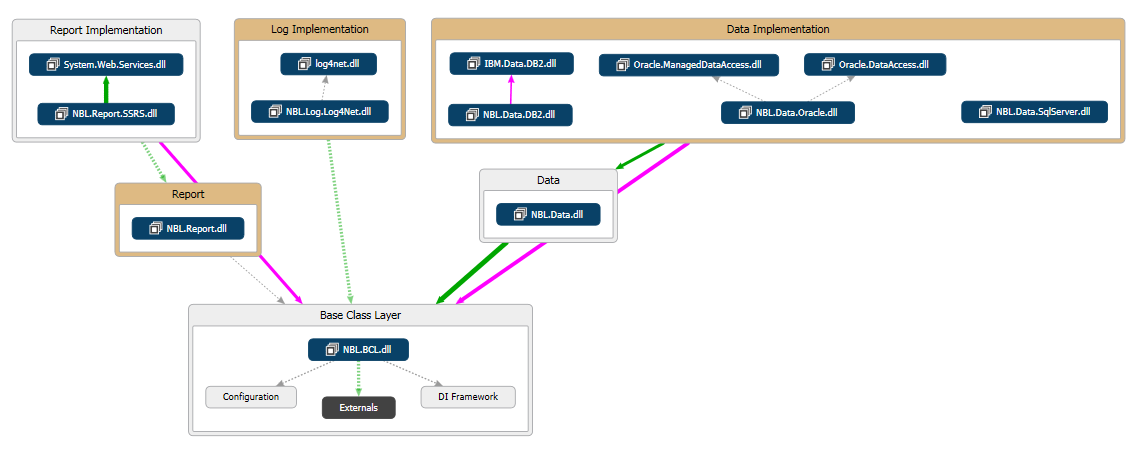 Report Implementation
System.Web.Services.dll
NBL.Report.SSRS.dll
Log Implementation
log4net.dll
NBL.Log.Log4Net.dll
Data Implementation
IBM.Data.DB2.dll
Oracle.ManagedDataAccess.dll
Oracle.DataAccess.dll
NBL.Data.DB2.dll
NBL.Data.Oracle.dll
NBL.Data.SqlServer.dll
Report
NBL.Report.dll
Data
NBL.Data.dll
Base Class Layer
NBL.BCL.dll
Configuration
Externals
DI Framework